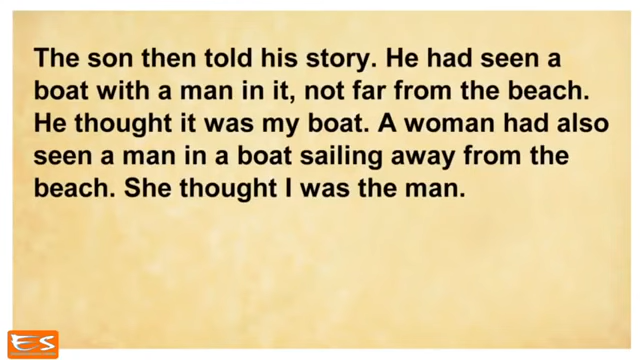 The son then told his story. He had seen a
boat with a man in it, not far from the beach.
He thought it was my boat. A woman had also
seen a man in a boat sailing away from the
beach. She thought I was the man.
ES